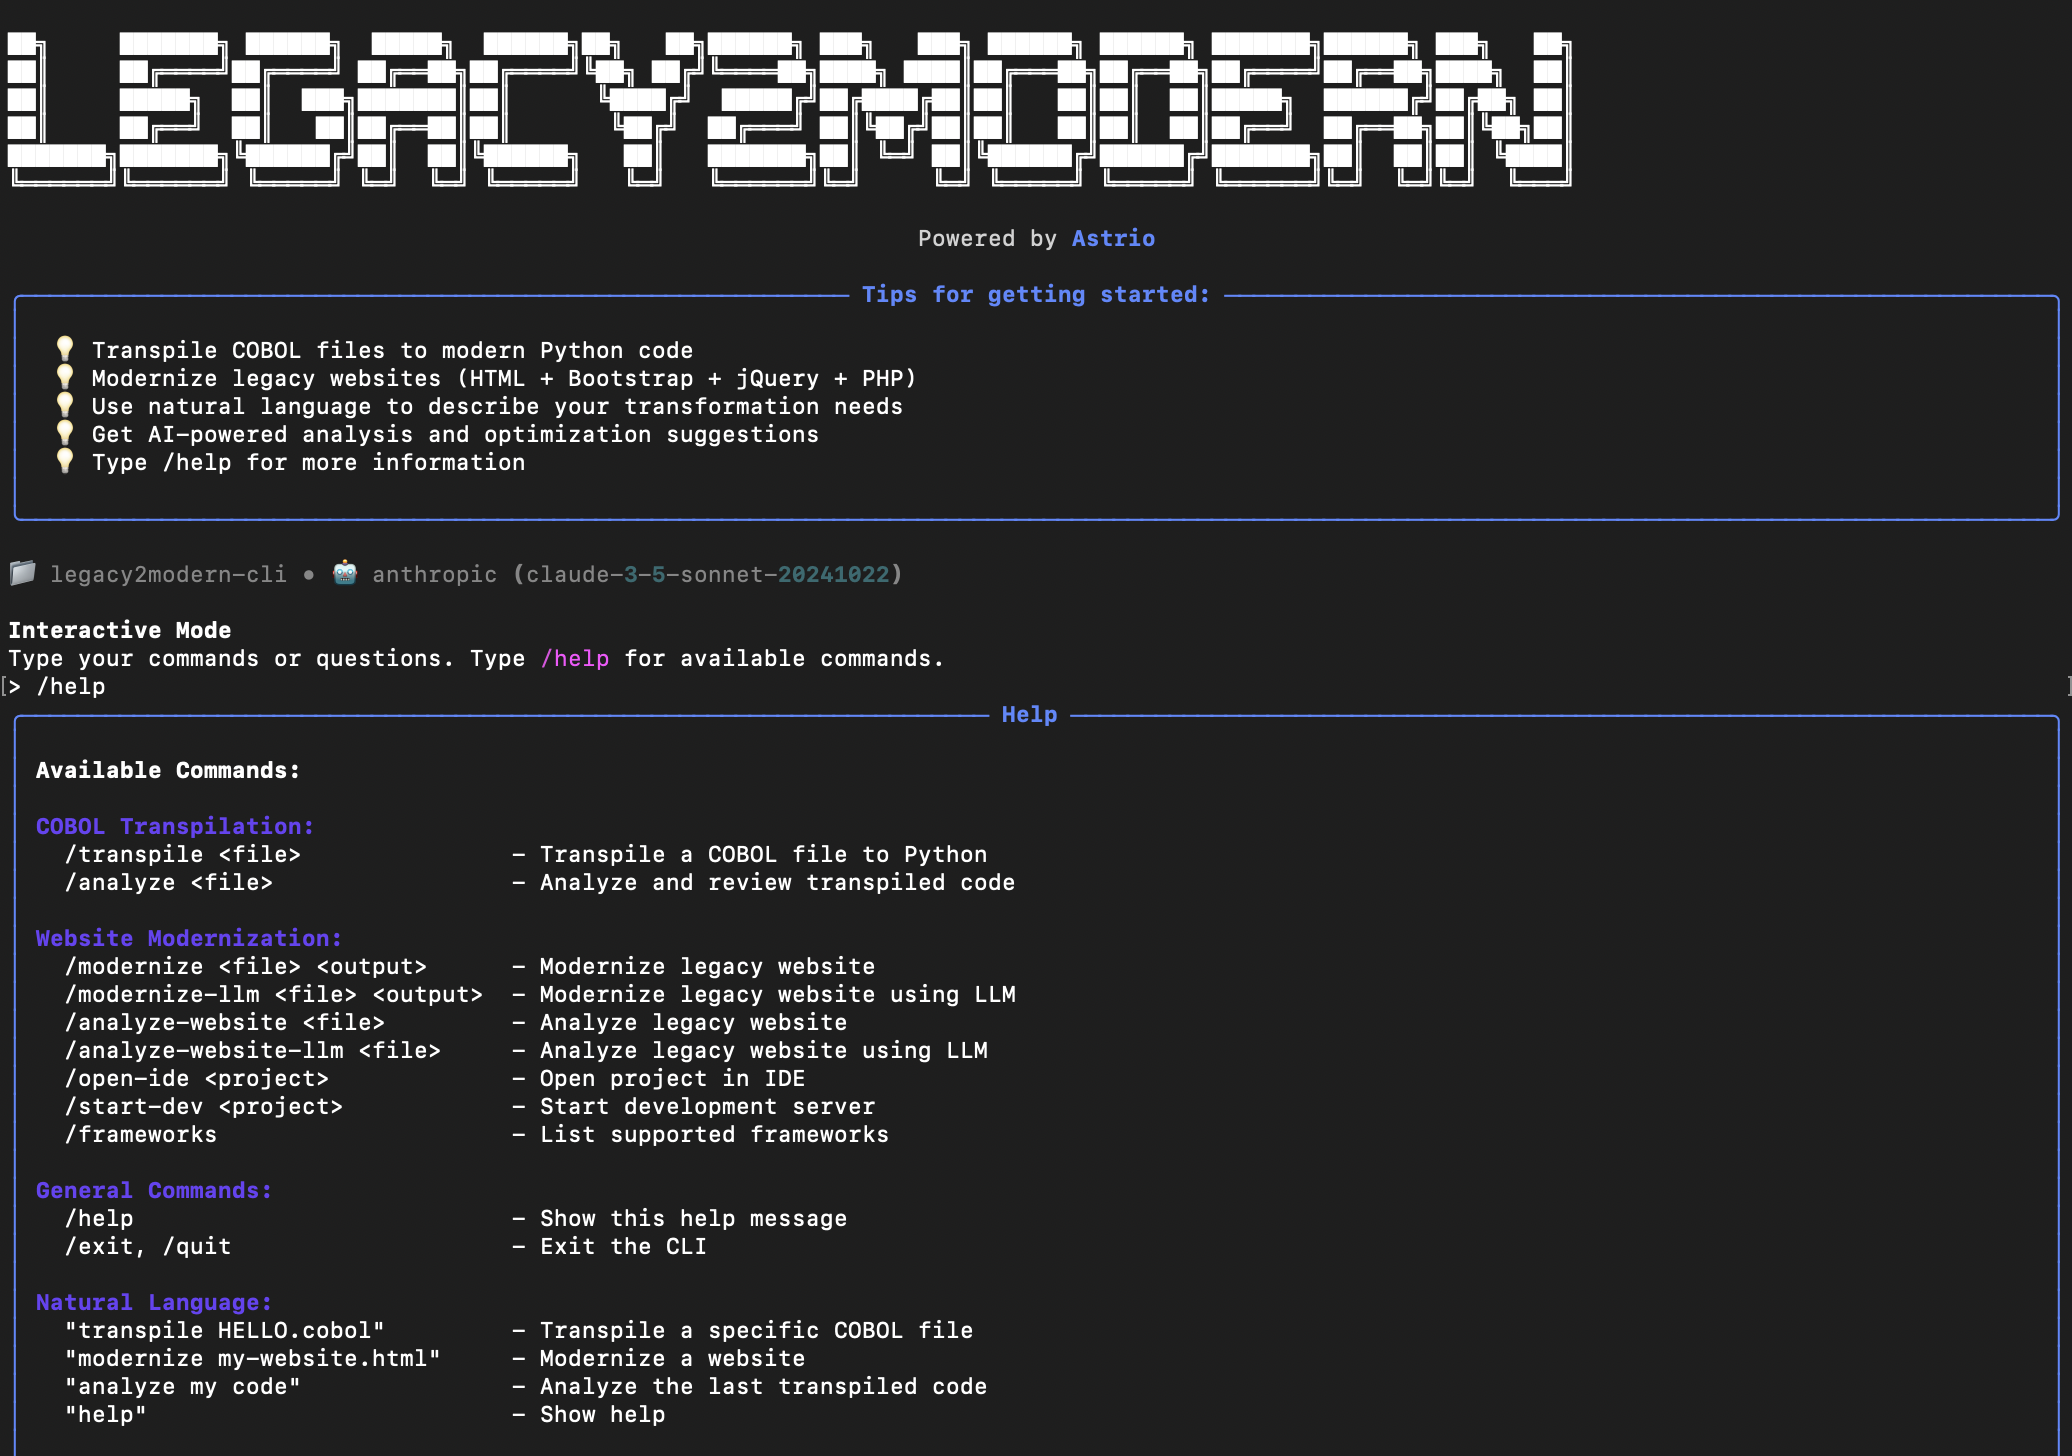 LEGACY2MODERN
Powered by Astrio
Tips for getting started:
Transpile COBOL files to modern Python code
Modernize legacy websites (HTML + Bootstrap + jQuery + PHP)
Use natural language to describe your transformation needs
Get AI-powered analysis and optimization suggestions
Type /help for more information
legacy2modern-cli • anthropic (claude-3-5-sonnet-20241022)
Interactive Mode
Type your commands or questions. Type /help for available commands.
[> /help ]
Help
Available Commands:
COBOL Transpilation:
/transpile <file> - Transpile a COBOL file to Python
/analyze <file> - Analyze and review transpiled code
Website Modernization:
/modernize <file> <output> - Modernize legacy website
/modernize-llm <file> <output> - Modernize legacy website using LLM
/analyze-website <file> - Analyze legacy website
/analyze-website-llm <file> - Analyze legacy website using LLM
/open-ide <project> - Open project in IDE
/start-dev <project> - Start development server
/frameworks - List supported frameworks
General Commands:
/help - Show this help message
/exit, /quit - Exit the CLI
Natural Language:
"transpile HELLO.cobol" - Transpile a specific COBOL file
"modernize my-website.html" - Modernize a website
"analyze my code" - Analyze the last transpiled code
"help" - Show help